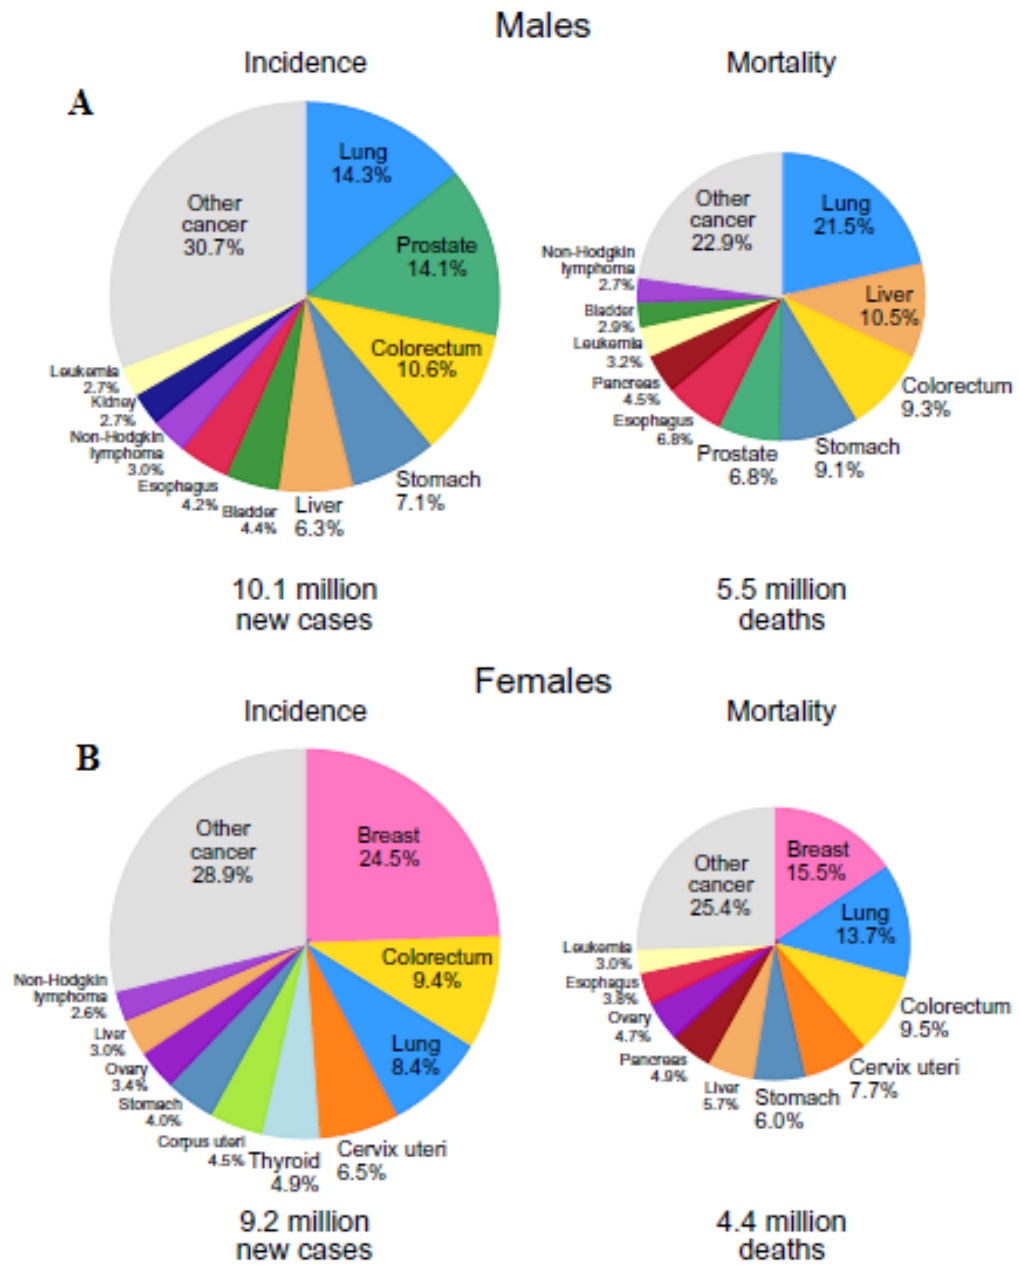 Males
Incidence
Mortality
A
Lung
14.3%
Prostate
14.1%
Colorectum
10.6%
Stomach
7.1%
Liver
6.3%
Bladder
4.4%
Esophagus
4.2%
Non-Hodgkin
lymphoma
3.0%
Kidney
2.7%
Leukemia
2.7%
Other
cancer
30.7%
10.1 million
new cases
Lung
21.5%
Liver
10.5%
Colorectum
9.3%
Stomach
9.1%
Prostate
6.8%
Esophagus
6.8%
Pancreas
4.5%
Leukemia
3.2%
Bladder
2.9%
Non-Hodgkin
lymphoma
2.7%
Other
cancer
22.9%
5.5 million
deaths
Females
Incidence
Mortality
B
Breast
24.5%
Colorectum
9.4%
Lung
8.4%
Cervix uteri
6.5%
Thyroid
4.9%
Corpus uteri
4.5%
Stomach
4.0%
Ovary
3.4%
Liver
3.0%
Non-Hodgkin
lymphoma
2.6%
Other
cancer
28.9%
9.2 million
new cases
Breast
15.5%
Lung
13.7%
Colorectum
9.5%
Cervix uteri
7.7%
Stomach
6.0%
Liver
5.7%
Pancreas
4.9%
Ovary
4.7%
Esophagus
3.8%
Leukemia
3.0%
Other
cancer
25.4%
4.4 million
deaths